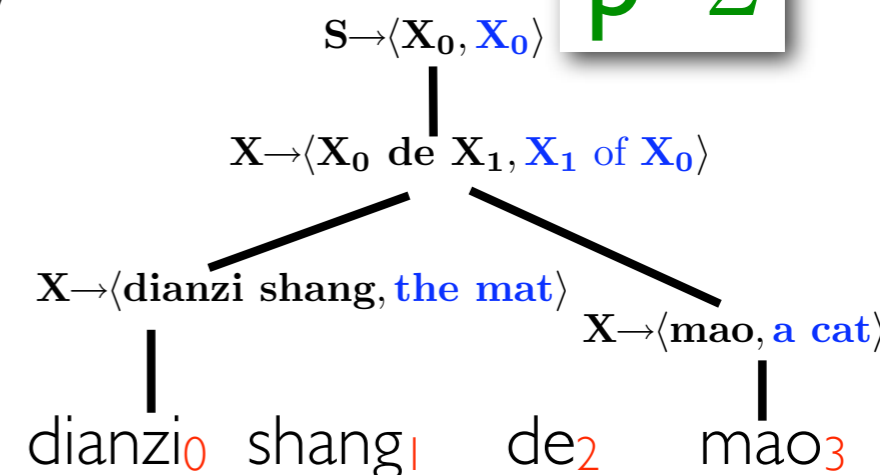 S→⟨X₀, X₀⟩
X→⟨X₀ de X₁, X₁ of X₀⟩
X→⟨dianzi shang, the mat⟩
X→⟨mao, a cat⟩
dianzi₀ shang₁ de₂ mao₃